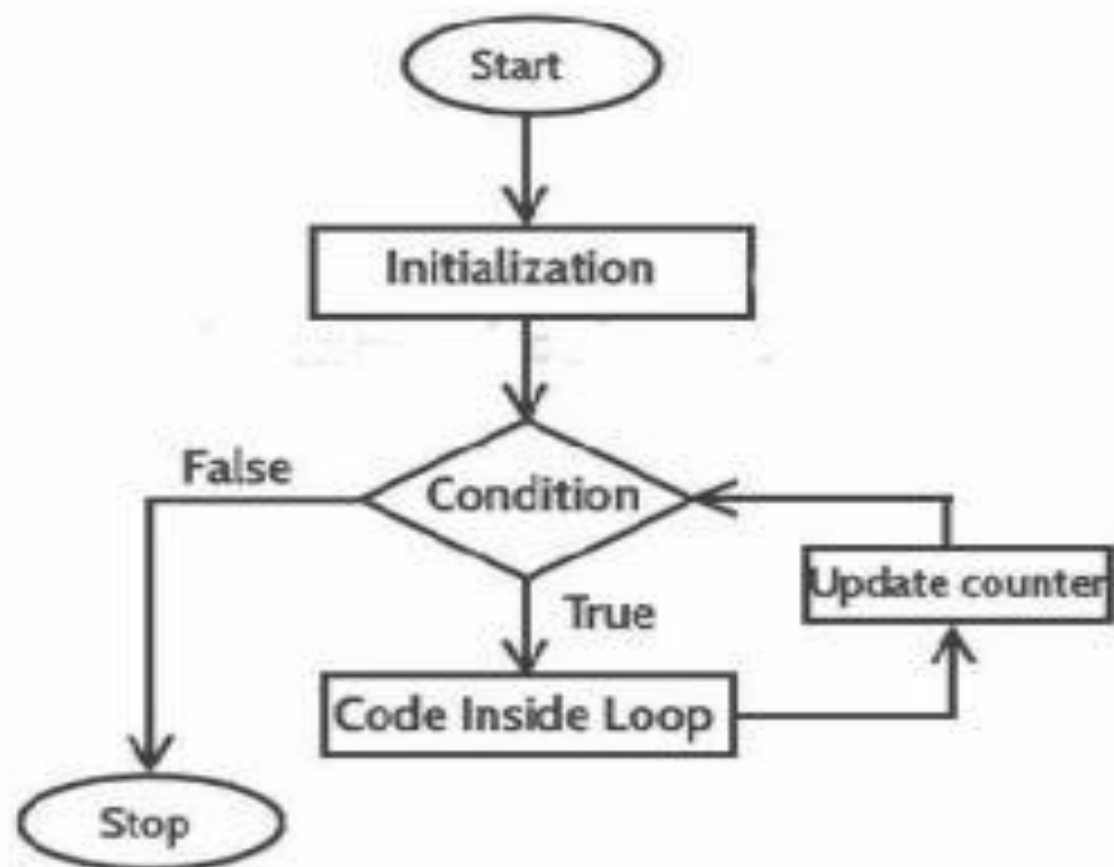 Start
Initialization
False
Condition
Update counter
True
Code Inside Loop
Stop